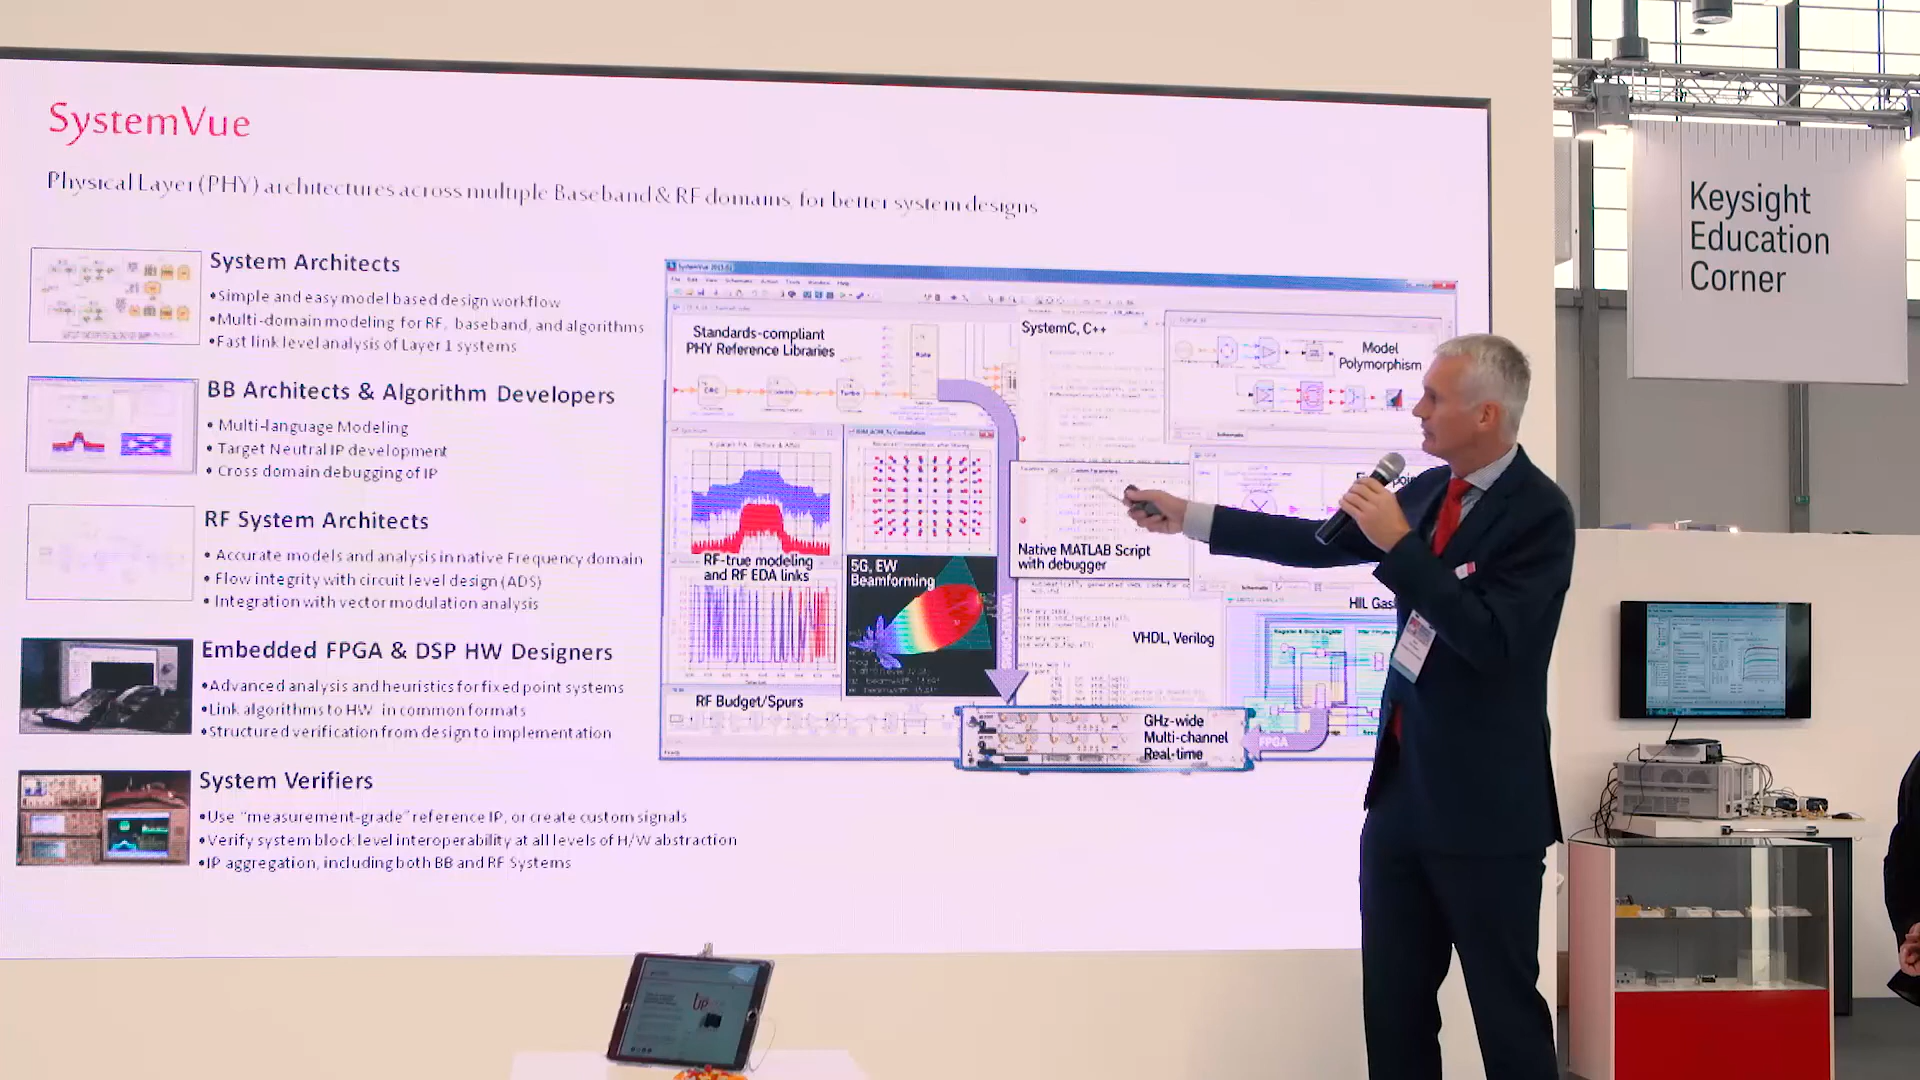 SystemVue
Physical Layer (PHY) architectures across multiple Baseband & RF domains, for better system designs
System Architects
•Simple and easy model based design workflow
•Multi-domain modeling for RF, baseband, and algorithms
•Fast link level analysis of Layer 1 systems
BB Architects & Algorithm Developers
• Multi-language Modeling
• Target Neutral IP development
• Cross domain debugging of IP
RF System Architects
• Accurate models and analysis in native Frequency domain
• Flow integrity with circuit level design (ADS)
• Integration with vector modulation analysis
Embedded FPGA & DSP HW Designers
•Advanced analysis and heuristics for fixed point systems
•Link algorithms to HW in common formats
•Structured verification from design to implementation
System Verifiers
•Use "measurement-grade" reference IP, or create custom signals
•Verify system block level interoperability at all levels of H/W abstraction
•IP aggregation, including both BB and RF Systems
Standards-compliant
PHY Reference Libraries
SystemC, C++
Model
Polymorphism
RF-true modeling
and RF EDA links
5G, EW
Beamforming
Native MATLAB Script
with debugger
VHDL, Verilog
RF Budget/Spurs
GHz-wide
Multi-channel
Real-time
FPGA
Keysight
Education
Corner